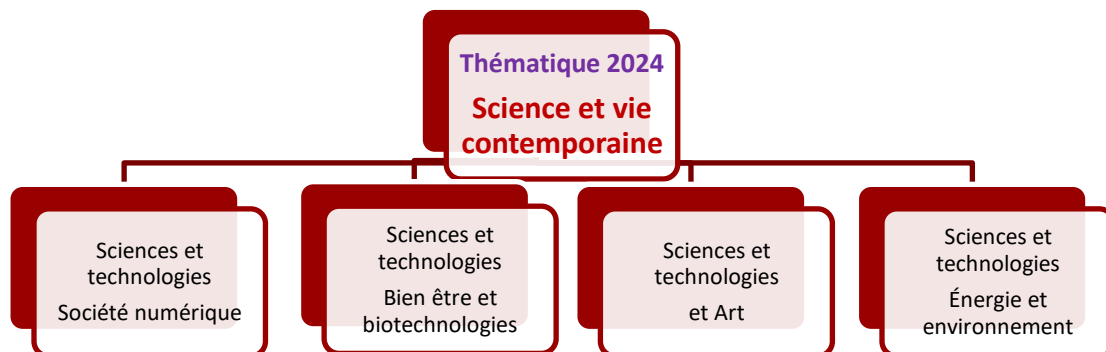 Thématique 2024
Science et vie
contemporaine
Sciences et
technologies
Société numérique
Sciences et
technologies
Bien être et
biotechnologies
Sciences et
technologies
et Art
Sciences et
technologies
Énergie et
environnement